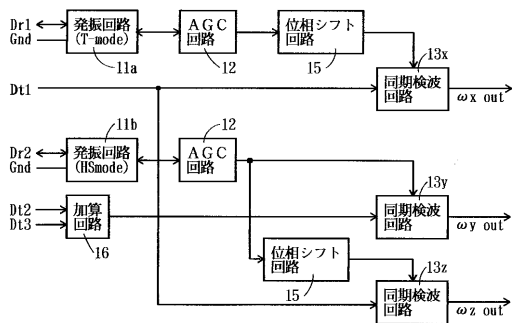 Dr1
Gnd
発振回路
(T-mode)
11a
AGC
回路
12
位相シフト
回路
15
13x
同期検波
回路
ωx out
Dt1
Dr2
Gnd
発振回路
(HSmode)
11b
AGC
回路
12
13y
同期検波
回路
ωy out
Dt2
Dt3
加算
回路
16
位相シフト
回路
15
13z
同期検波
回路
ωz out